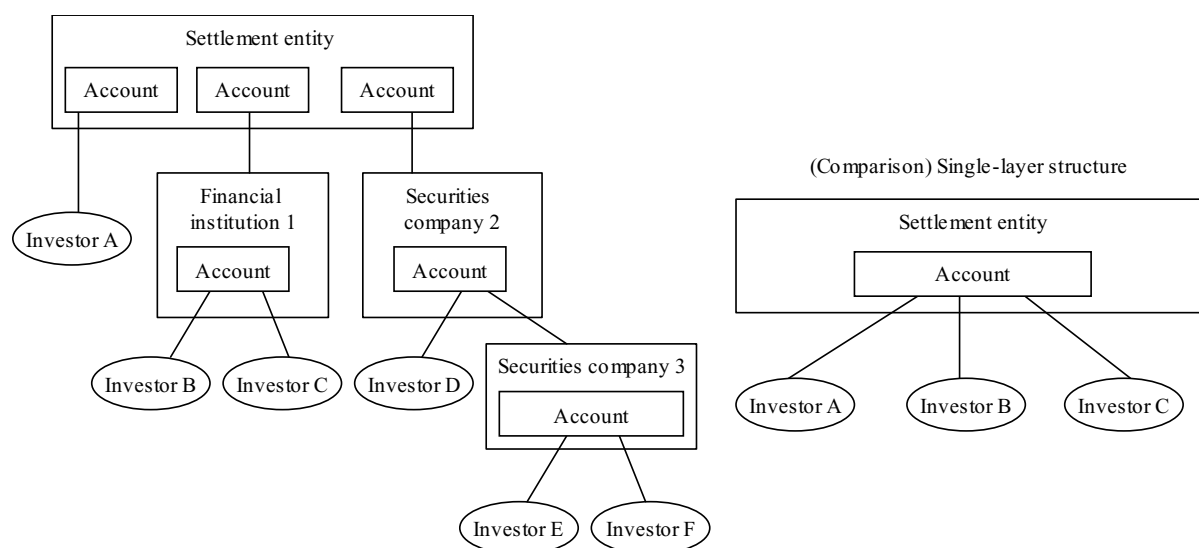 Settlement entity
Account
Account
Account
Financial
institution 1
Account
Securities
company 2
Account
Investor A
Investor B
Investor C
Investor D
Securities company 3
Account
Investor E
Investor F
(Comparison) Single-layer structure
Settlement entity
Account
Investor A
Investor B
Investor C